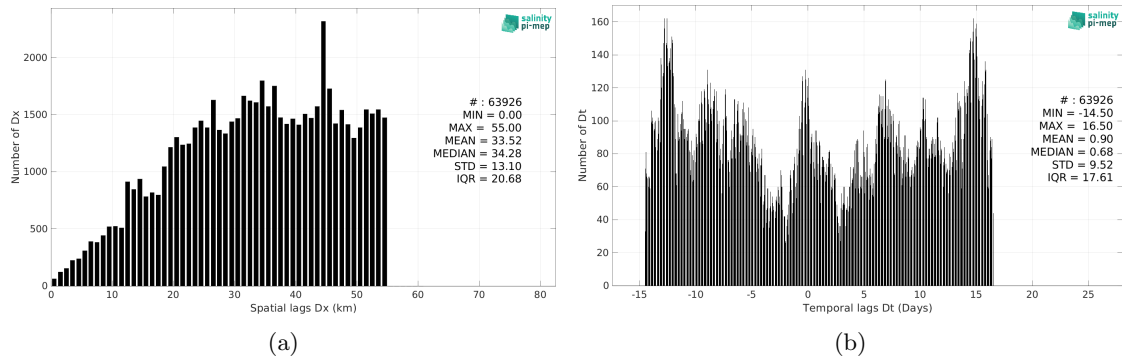 salinity
pi-mep
2000
1500
1000
500
0
Number of Dx
# : 63926
MIN = 0.00
MAX = 55.00
MEAN = 33.52
MEDIAN = 34.28
STD = 13.10
IQR = 20.68
0 10 20 30 40 50 60 70 80
Spatial lags Dx (km)
(a)
salinity
pi-mep
160
140
120
100
80
60
40
20
0
Number of Dt
# : 63926
MIN = -14.50
MAX = 16.50
MEAN = 0.90
MEDIAN = 0.68
STD = 9.52
IQR = 17.61
-15 -10 -5 0 5 10 15 20 25
Temporal lags Dt (Days)
(b)